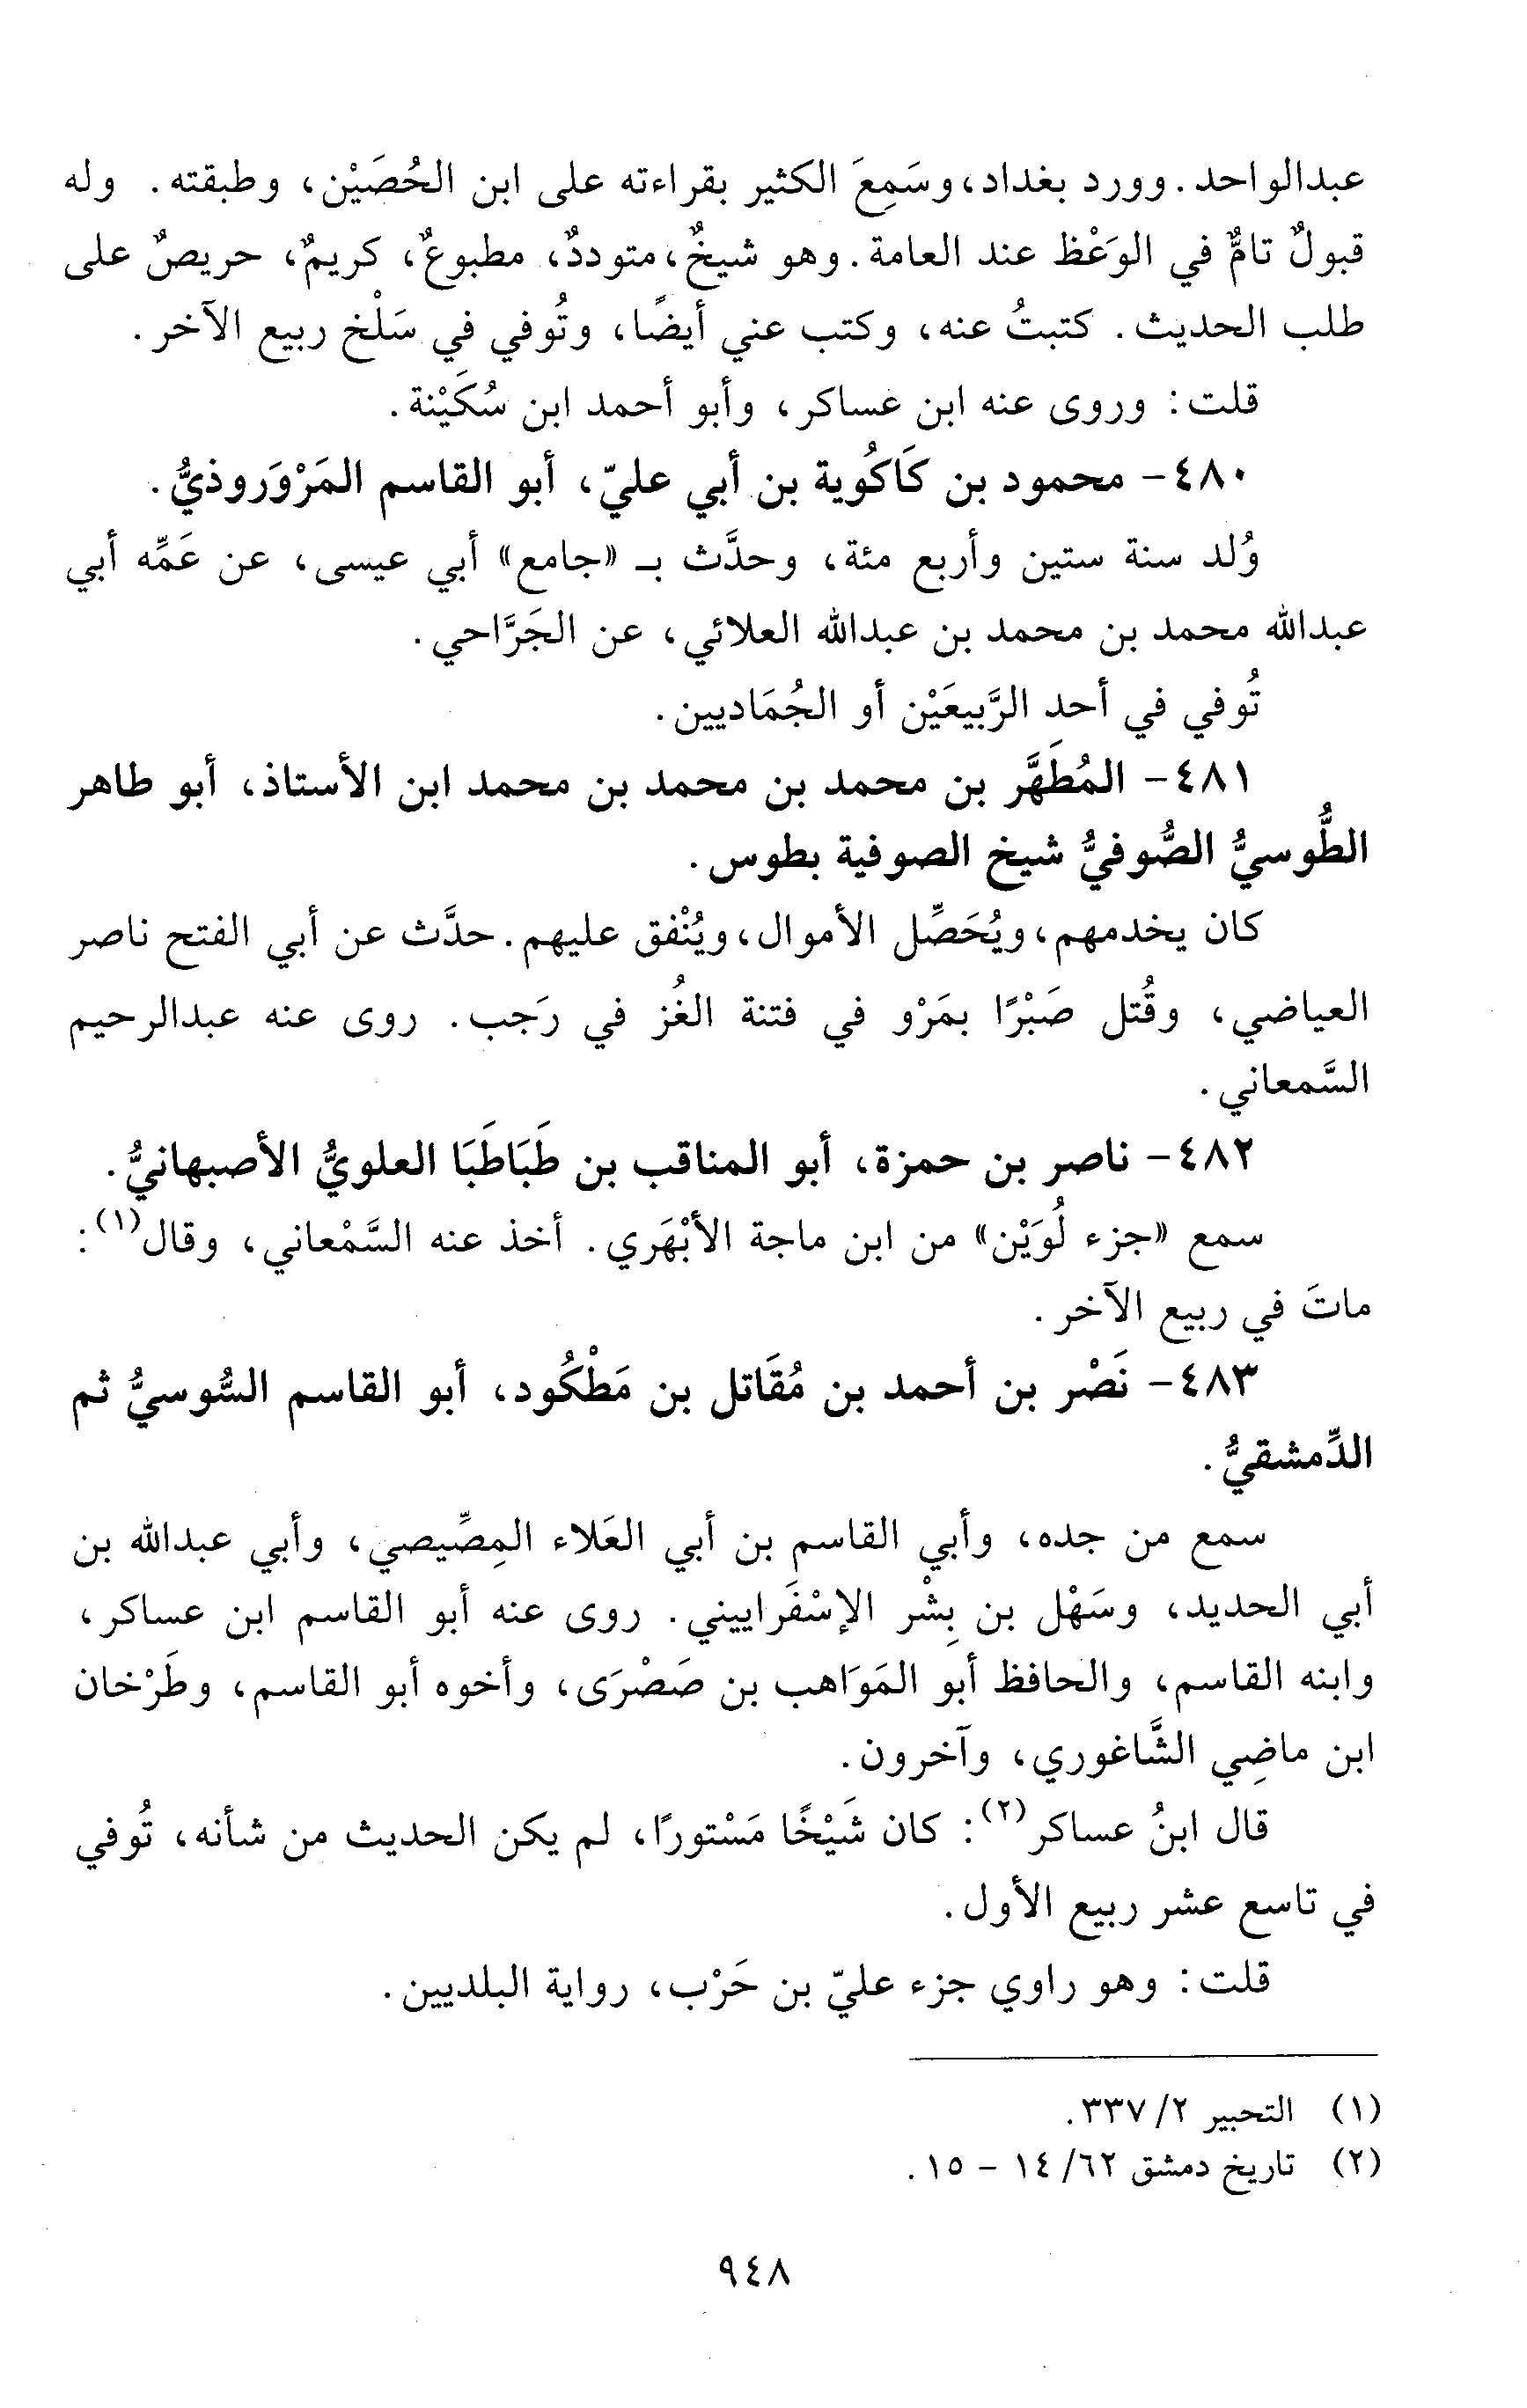 عبدالواحد. وورد بغداد، وسَمِعَ الكثير بقراءته على ابن الحُصَيْن، وطبقته. وله
قبولٌ تامٌّ في الوَعْظ عند العامة. وهو شيخٌ، متوددٌ، مطبوعٌ، كريمٌ، حريصٌ على
طلب الحديث. كتبتُ عنه، وكتب عني أيضًا، وتُوفي في سَلْخ ربيع الآخر.
قلت: وروى عنه ابن عساكر، وأبو أحمد ابن سُكَيْنة.
٤٨٠- محمود بن كَاكُوية بن أبي عليّ، أبو القاسم المَرْوَروذيُّ.
وُلد سنة ستين وأربع مئة، وحدَّث بـ «جامع» أبي عيسى، عن عَمِّه أبي
عبدالله محمد بن محمد بن عبدالله العلائي، عن الجَرَّاحي.
تُوفي في أحد الرَّبيعَيْن أو الجُمَاديين.
٤٨١- المُطَهَّر بن محمد بن محمد بن محمد ابن الأستاذ، أبو طاهر
الطُّوسيُّ الصُّوفيُّ شيخ الصوفية بطوس.
كان يخدمهم، ويُحَصِّل الأموال، ويُنْفق عليهم. حدَّث عن أبي الفتح ناصر
العياضي، وقُتل صَبْرًا بمَرْو في فتنة الغُز في رَجب. روى عنه عبدالرحيم
السَّمعاني.
٤٨٢- ناصر بن حمزة، أبو المناقب بن طَبَاطَبَا العلويُّ الأصبهانيُّ.
سمع «جزء لُوَيْن» من ابن ماجة الأبْهَري. أخذ عنه السَّمْعاني، وقال(١):
ماتَ في ربيع الآخر.
٤٨٣- نَصْر بن أحمد بن مُقَاتل بن مَطْكُود، أبو القاسم السُّوسيُّ ثم
الدِّمشقيُّ.
سمع من جده، وأبي القاسم بن أبي العَلاء المِصِّيصي، وأبي عبدالله بن
أبي الحديد، وسَهْل بن بِشْر الإسْفَراييني. روى عنه أبو القاسم ابن عساكر،
وابنه القاسم، والحافظ أبو المَوَاهب بن صَصْرَى، وأخوه أبو القاسم، وطَرْخان
ابن ماضِي الشَّاغوري، وآخرون.
قال ابنُ عساكر(٢): كان شَيْخًا مَسْتورًا، لم يكن الحديث من شأنه، تُوفي
في تاسع عشر ربيع الأول.
قلت: وهو راوي جزء عليّ بن حَرْب، رواية البلديين.
(١) التحبير ٢/ ٣٣٧.
(٢) تاريخ دمشق ٦٢/ ١٤ - ١٥.
٩٤٨